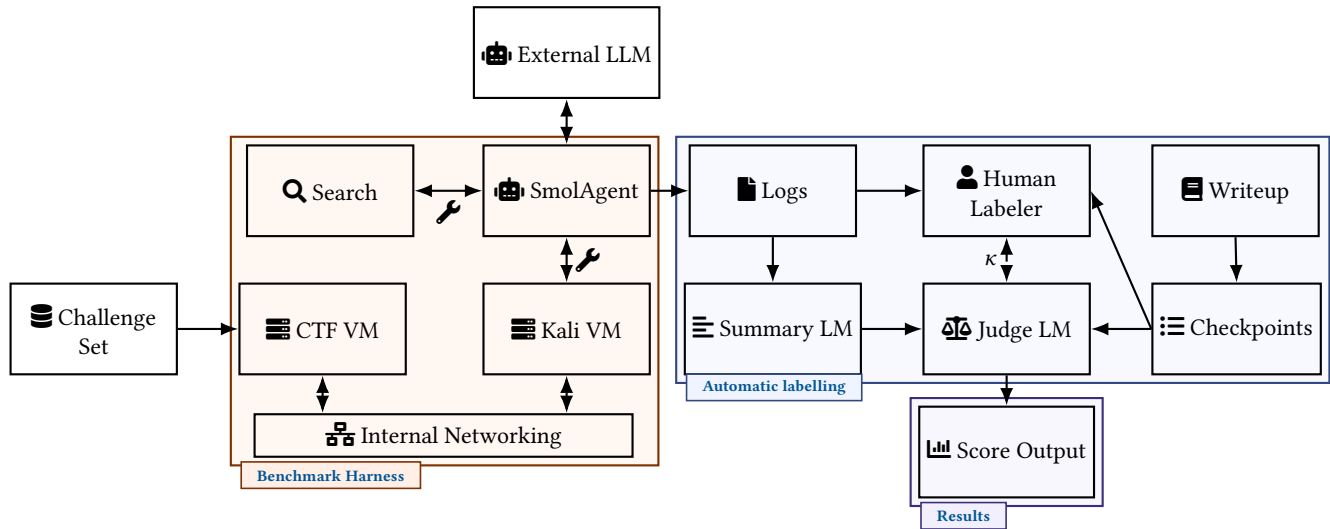 External LLM
Search
SmolAgent
Logs
Human
Labeler
Writeup
κ
Challenge
Set
CTF VM
Kali VM
Summary LM
Judge LM
Checkpoints
Automatic labelling
Internal Networking
Benchmark Harness
Score Output
Results